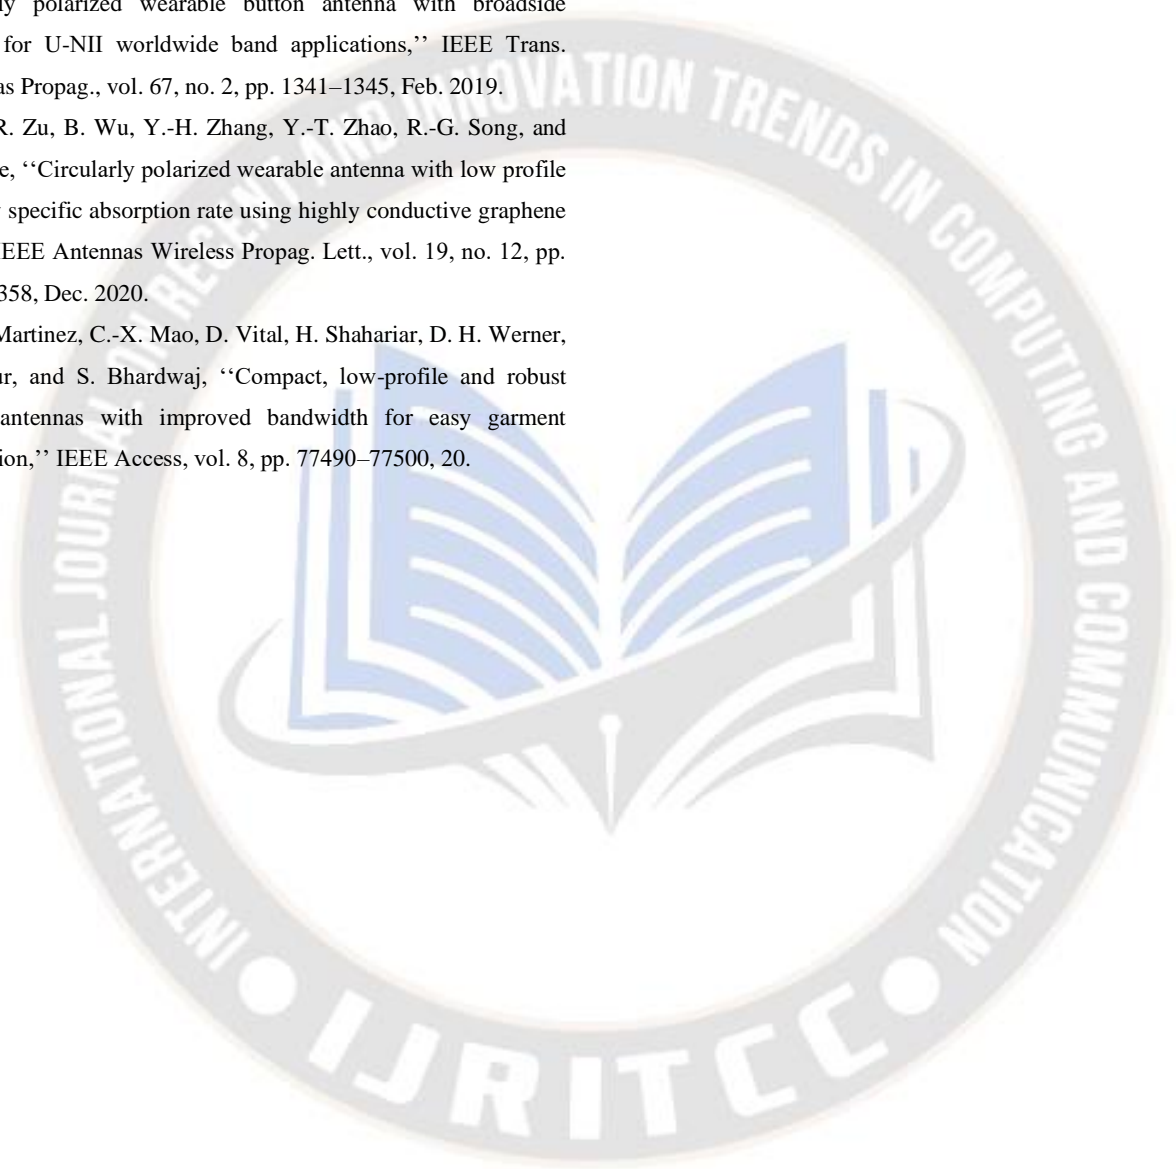 ly polarized wearable button antenna with broadside
for U-NII worldwide band applications,’’ IEEE Trans.
as Propag., vol. 67, no. 2, pp. 1341–1345, Feb. 2019.
R. Zu, B. Wu, Y.-H. Zhang, Y.-T. Zhao, R.-G. Song, and
e, ‘‘Circularly polarized wearable antenna with low profile
specific absorption rate using highly conductive graphene
IEEE Antennas Wireless Propag. Lett., vol. 19, no. 12, pp.
358, Dec. 2020.
Martinez, C.-X. Mao, D. Vital, H. Shahariar, D. H. Werner,
ur, and S. Bhardwaj, ‘‘Compact, low-profile and robust
antennas with improved bandwidth for easy garment
ion,’’ IEEE Access, vol. 8, pp. 77490–77500, 20.
INTERNATIONAL JOURNAL ON RECENT AND INNOVATION TRENDS IN COMPUTING AND COMMUNICATION
IJRITCC